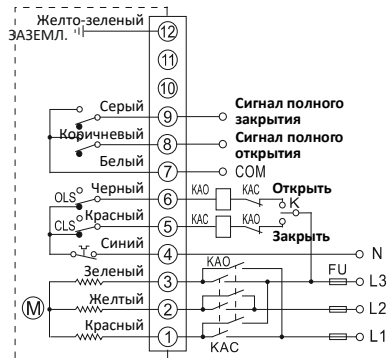 Желто-зеленый
ЗАЗЕМЛ.
12
11
10
Серый 9 Сигнал полного закрытия
Коричневый 8 Сигнал полного открытия
Белый 7 COM
OLS Черный 6 KAO KAC Открыть
K
CLS Красный 5 KAC KAO Закрыть
Синий 4 N
Зеленый 3 KAO FU L3
M Желтый 2 L2
Красный 1 KAC L1